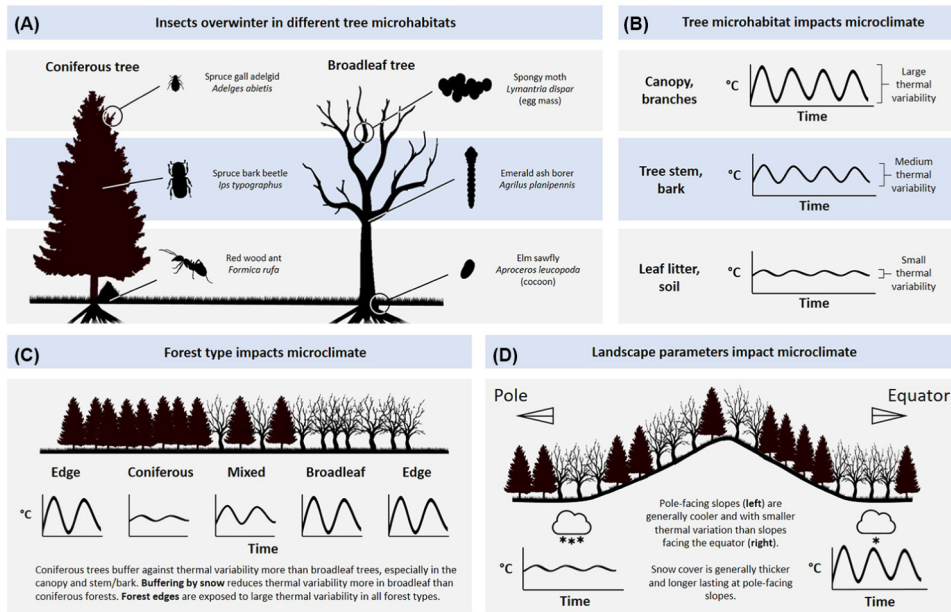 (A) Insects overwinter in different tree microhabitats
Coniferous tree
Broadleaf tree
Spruce gall adelgid
Adelges abietis
Spongy moth
Lymantria dispar
(egg mass)
Spruce bark beetle
Ips typographus
Emerald ash borer
Agrilus planipennis
Red wood ant
Formica rufa
Elm sawfly
Aproceros leucopoda
(cocoon)
(B) Tree microhabitat impacts microclimate
Canopy,
branches
°C
Time
Large
thermal
variability
Tree stem,
bark
°C
Time
Medium
thermal
variability
Leaf litter,
soil
°C
Time
Small
thermal
variability
(C) Forest type impacts microclimate
Edge Coniferous Mixed Broadleaf Edge
°C
Time
Coniferous trees buffer against thermal variability more than broadleaf trees, especially in the
canopy and stem/bark. Buffering by snow reduces thermal variability more in broadleaf than
coniferous forests. Forest edges are exposed to large thermal variability in all forest types.
(D) Landscape parameters impact microclimate
Pole
Equator
Pole-facing slopes (left) are
generally cooler and with smaller
thermal variation than slopes
facing the equator (right).
Snow cover is generally thicker
and longer lasting at pole-facing
slopes.
***
*
°C
Time
°C
Time